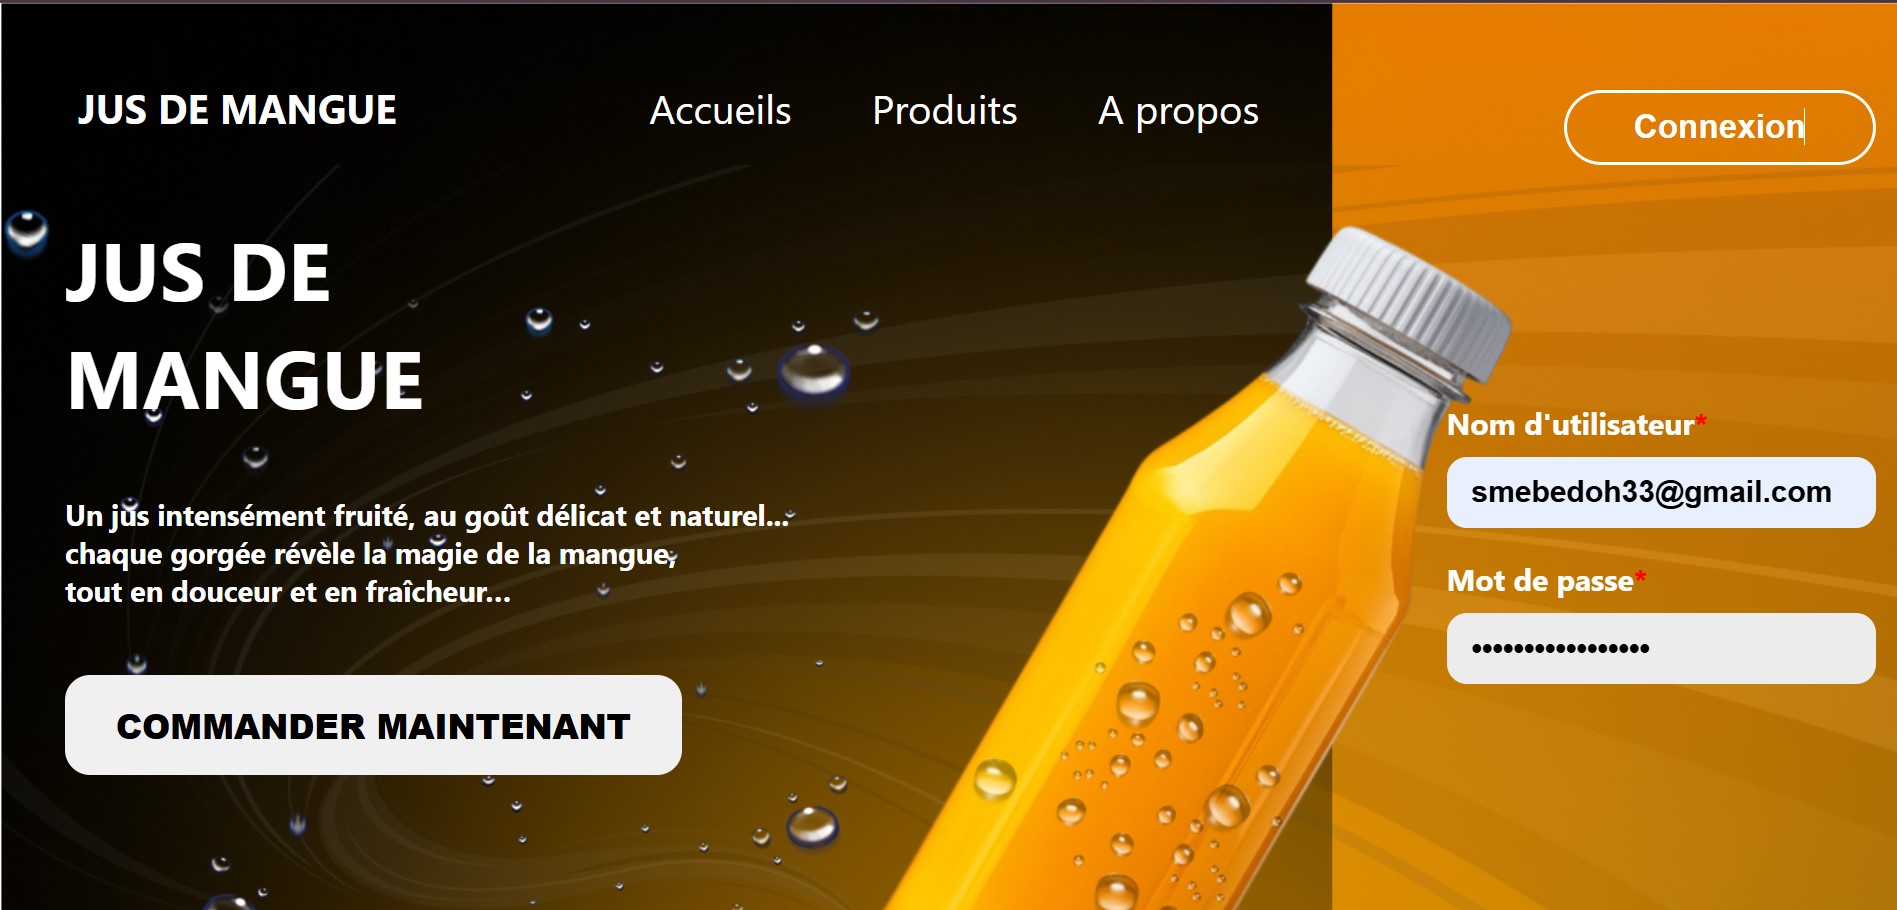 JUS DE MANGUE
Accueils
Produits
A propos
Connexion
JUS DE
MANGUE
Un jus intensément fruité, au goût délicat et naturel...
chaque gorgée révèle la magie de la mangue,
tout en douceur et en fraîcheur...
COMMANDER MAINTENANT
Nom d'utilisateur*
smebedoh33@gmail.com
Mot de passe*
•••••••••••••••••